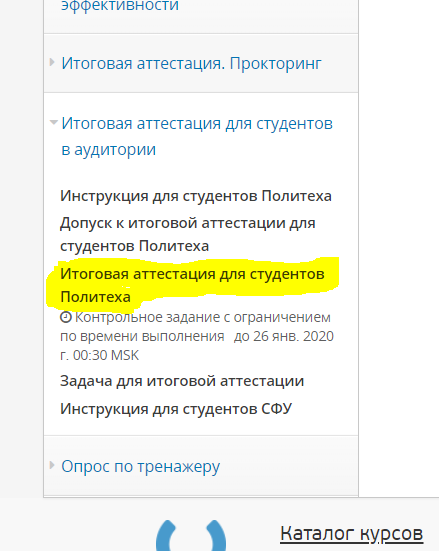 эффективности
Итоговая аттестация. Прокторинг
Итоговая аттестация для студентов
в аудитории
Инструкция для студентов Политеха
Допуск к итоговой аттестации для
студентов Политеха
Итоговая аттестация для студентов
Политеха
Контрольное задание с ограничением
по времени выполнения до 26 янв. 2020
г. 00:30 MSK
Задача для итоговой аттестации
Инструкция для студентов СФУ
Опрос по тренажеру
Каталог курсов